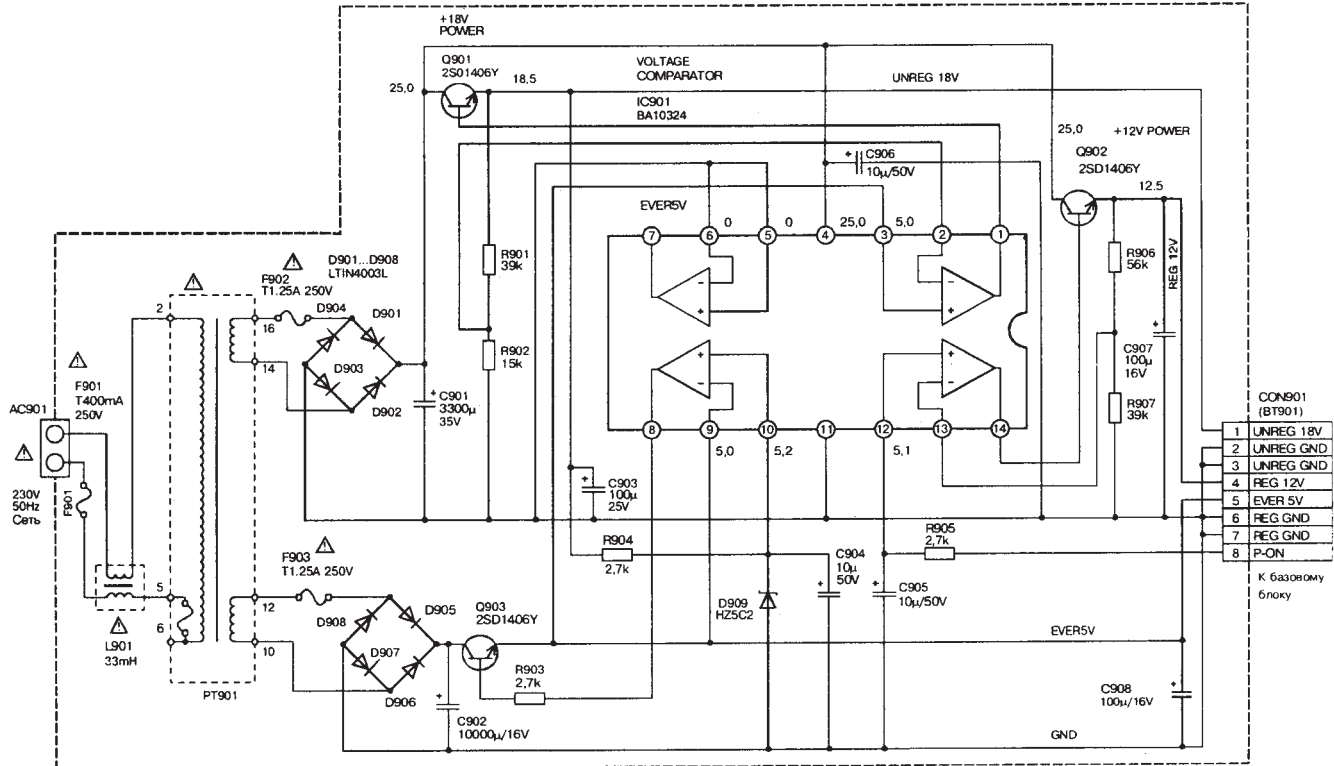 +18V
POWER
Q901
2S01406Y
25,0
18.5
VOLTAGE
COMPARATOR
UNREG 18V
IC901
BA10324
25,0
+12V POWER
Q902
2SD1406Y
12.5
C906
10μ/50V
+
EVER5V
0
0
25,0
5,0
7
6
5
4
3
2
1
R901
39k
R902
15k
R906
56k
REG 12V
C907
100μ
16V
+
R907
39k
D901...D908
LTIN4003L
F902
T1.25A 250V
D904
D901
D903
D902
2
16
14
F901
T400mA
250V
AC901
230V
50Hz
Сеть
F901
C901
3300μ
35V
+
8
9
10
11
12
13
14
5,0
5,2
5,1
C903
100μ
25V
+
CON901
(BT901)
1 UNREG 18V
2 UNREG GND
3 UNREG GND
4 REG 12V
5 EVER 5V
6 REG GND
7 REG GND
8 P-ON
К базовому
блоку
R904
2,7k
R905
2,7k
C904
10μ
50V
+
C905
10μ/50V
+
D909
HZ5C2
F903
T1.25A 250V
5
6
12
10
L901
33mH
PT901
D905
D908
D907
D906
Q903
2SD1406Y
R903
2,7k
C902
10000μ/16V
+
EVER5V
C908
100μ/16V
+
GND